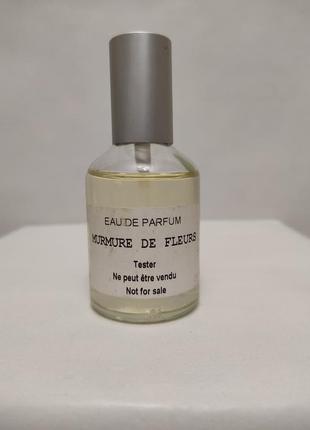 EAU DE PARFUM
MURMURE DE FLEURS
Tester
Ne peut être vendu
Not for sale